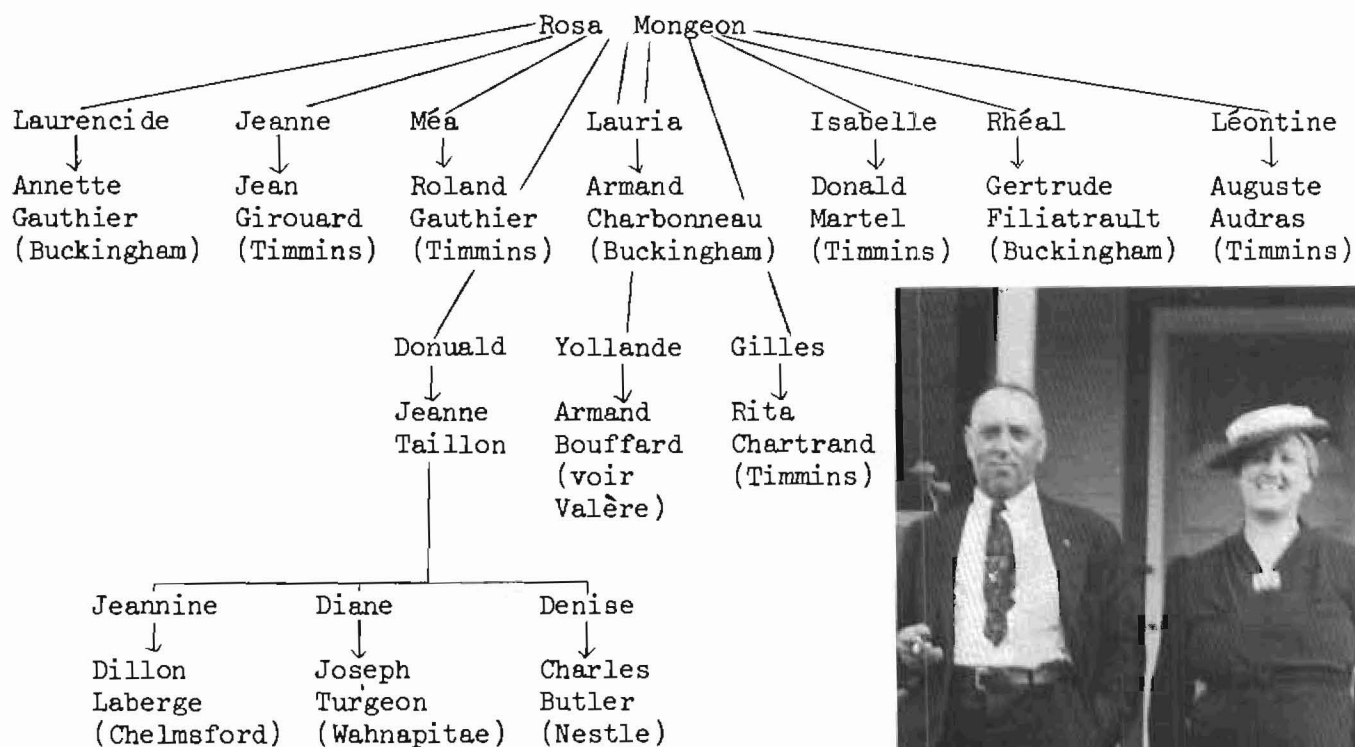 Rosa Mongeon
Laurencide Jeanne Méa Lauria Isabelle Rhéal Léontine
Annette Jean Roland Armand Donald Gertrude Auguste
Gauthier Girouard Gauthier Charbonneau Martel Filiatrault Audras
(Buckingham) (Timmins) (Timmins) (Buckingham) (Timmins) (Buckingham) (Timmins)
Donuald Yollande Gilles
Jeanne Armand Rita
Taillon Bouffard Chartrand
(voir (Timmins)
Valère)
Jeannine Diane Denise
Dillon Joseph Charles
Laberge Turgeon Butler
(Chelmsford) (Wahnapitae) (Nestle)